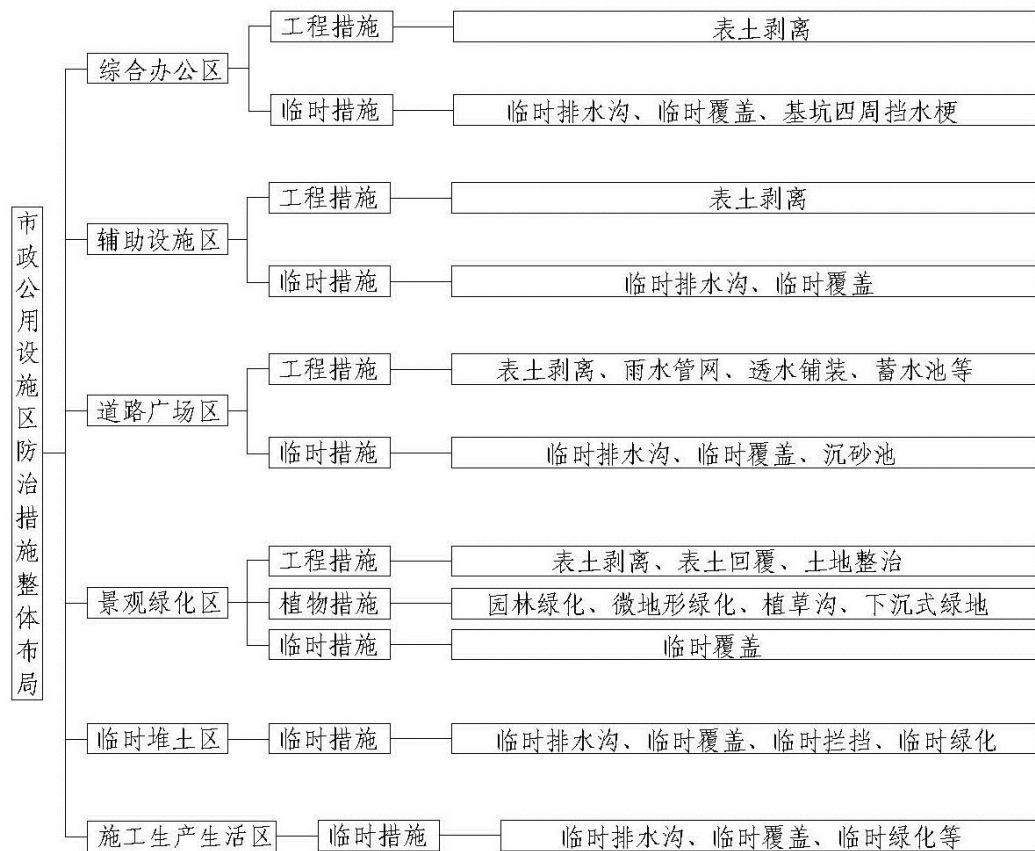 市政公用设施区防治措施整体布局
综合办公区
工程措施
表土剥离
临时措施
临时排水沟、临时覆盖、基坑四周挡水梗
辅助设施区
工程措施
表土剥离
临时措施
临时排水沟、临时覆盖
道路广场区
工程措施
表土剥离、雨水管网、透水铺装、蓄水池等
临时措施
临时排水沟、临时覆盖、沉砂池
景观绿化区
工程措施
表土剥离、表土回覆、土地整治
植物措施
园林绿化、微地形绿化、植草沟、下沉式绿地
临时措施
临时覆盖
临时堆土区
临时措施
临时排水沟、临时覆盖、临时拦挡、临时绿化
施工生产生活区
临时措施
临时排水沟、临时覆盖、临时绿化等